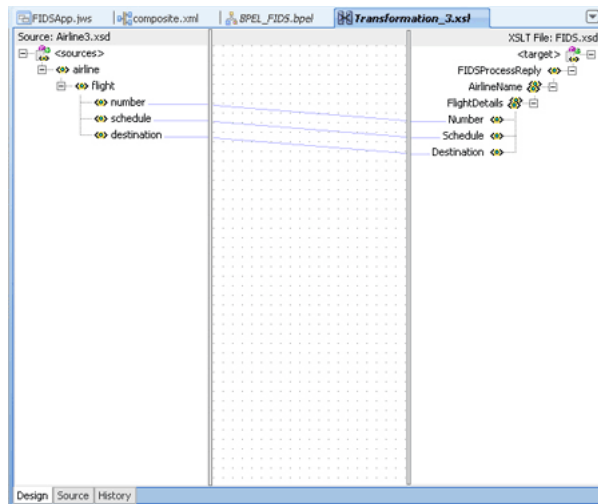 FIDSApp.jws composite.xml BPEL_FIDS.bpel Transformation_3.xsl
Source: Airline3.xsd XSLT File: FIDS.xsd
<sources> <target>
airline FIDSProcessReply
flight AirlineName
number FlightDetails
schedule Number
destination Schedule
Destination
Design Source History